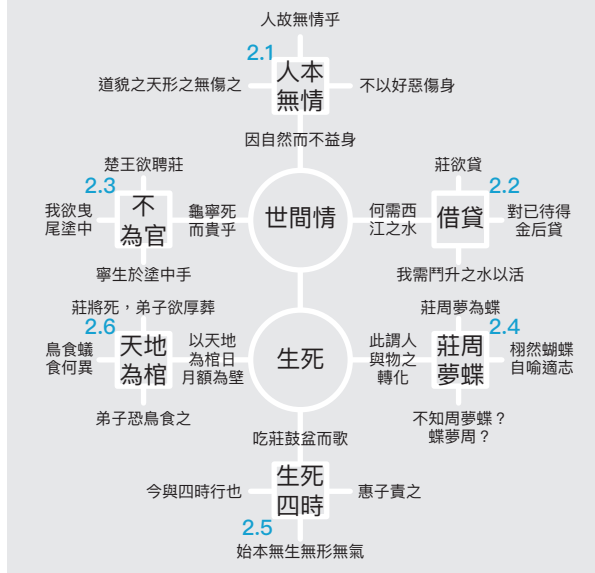 人故無情乎
2.1
人本
無情
道貌之天形之無傷之
不以好惡傷身
因自然而不益身
楚王欲聘莊
2.3
不
為官
我欲曳
尾塗中
龜寧死
而貴乎
寧生於塗中手
世間情
莊欲貸
2.2
借貸
何需西
江之水
對已待得
金后貸
我需鬥升之水以活
莊將死，弟子欲厚葬
2.6
天地
為棺
鳥食蟻
食何異
以天地
為棺日
月額為壁
弟子恐鳥食之
生死
莊周夢為蝶
2.4
莊周
夢蝶
此謂人
與物之
轉化
栩然蝴蝶
自喻適志
不知周夢蝶？
蝶夢周？
吃莊鼓盆而歌
生死
四時
今與四時行也
惠子責之
2.5
始本無生無形無氣